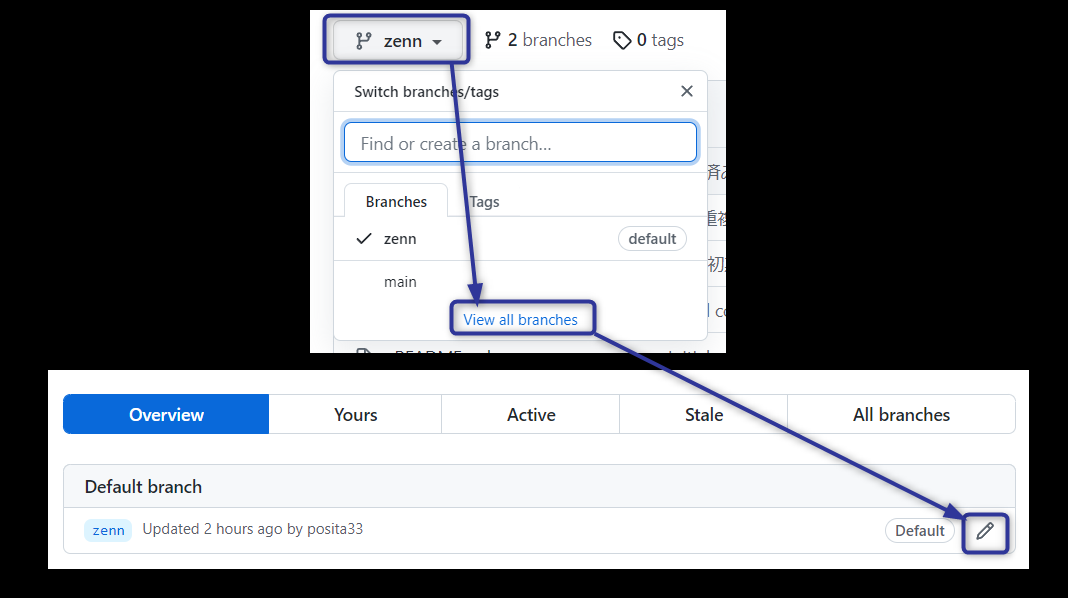 zenn 2 branches 0 tags
Switch branches/tags
Find or create a branch...
Branches Tags
zenn default
main
View all branches
Overview Yours Active Stale All branches
Default branch
zenn Updated 2 hours ago by posita33 Default